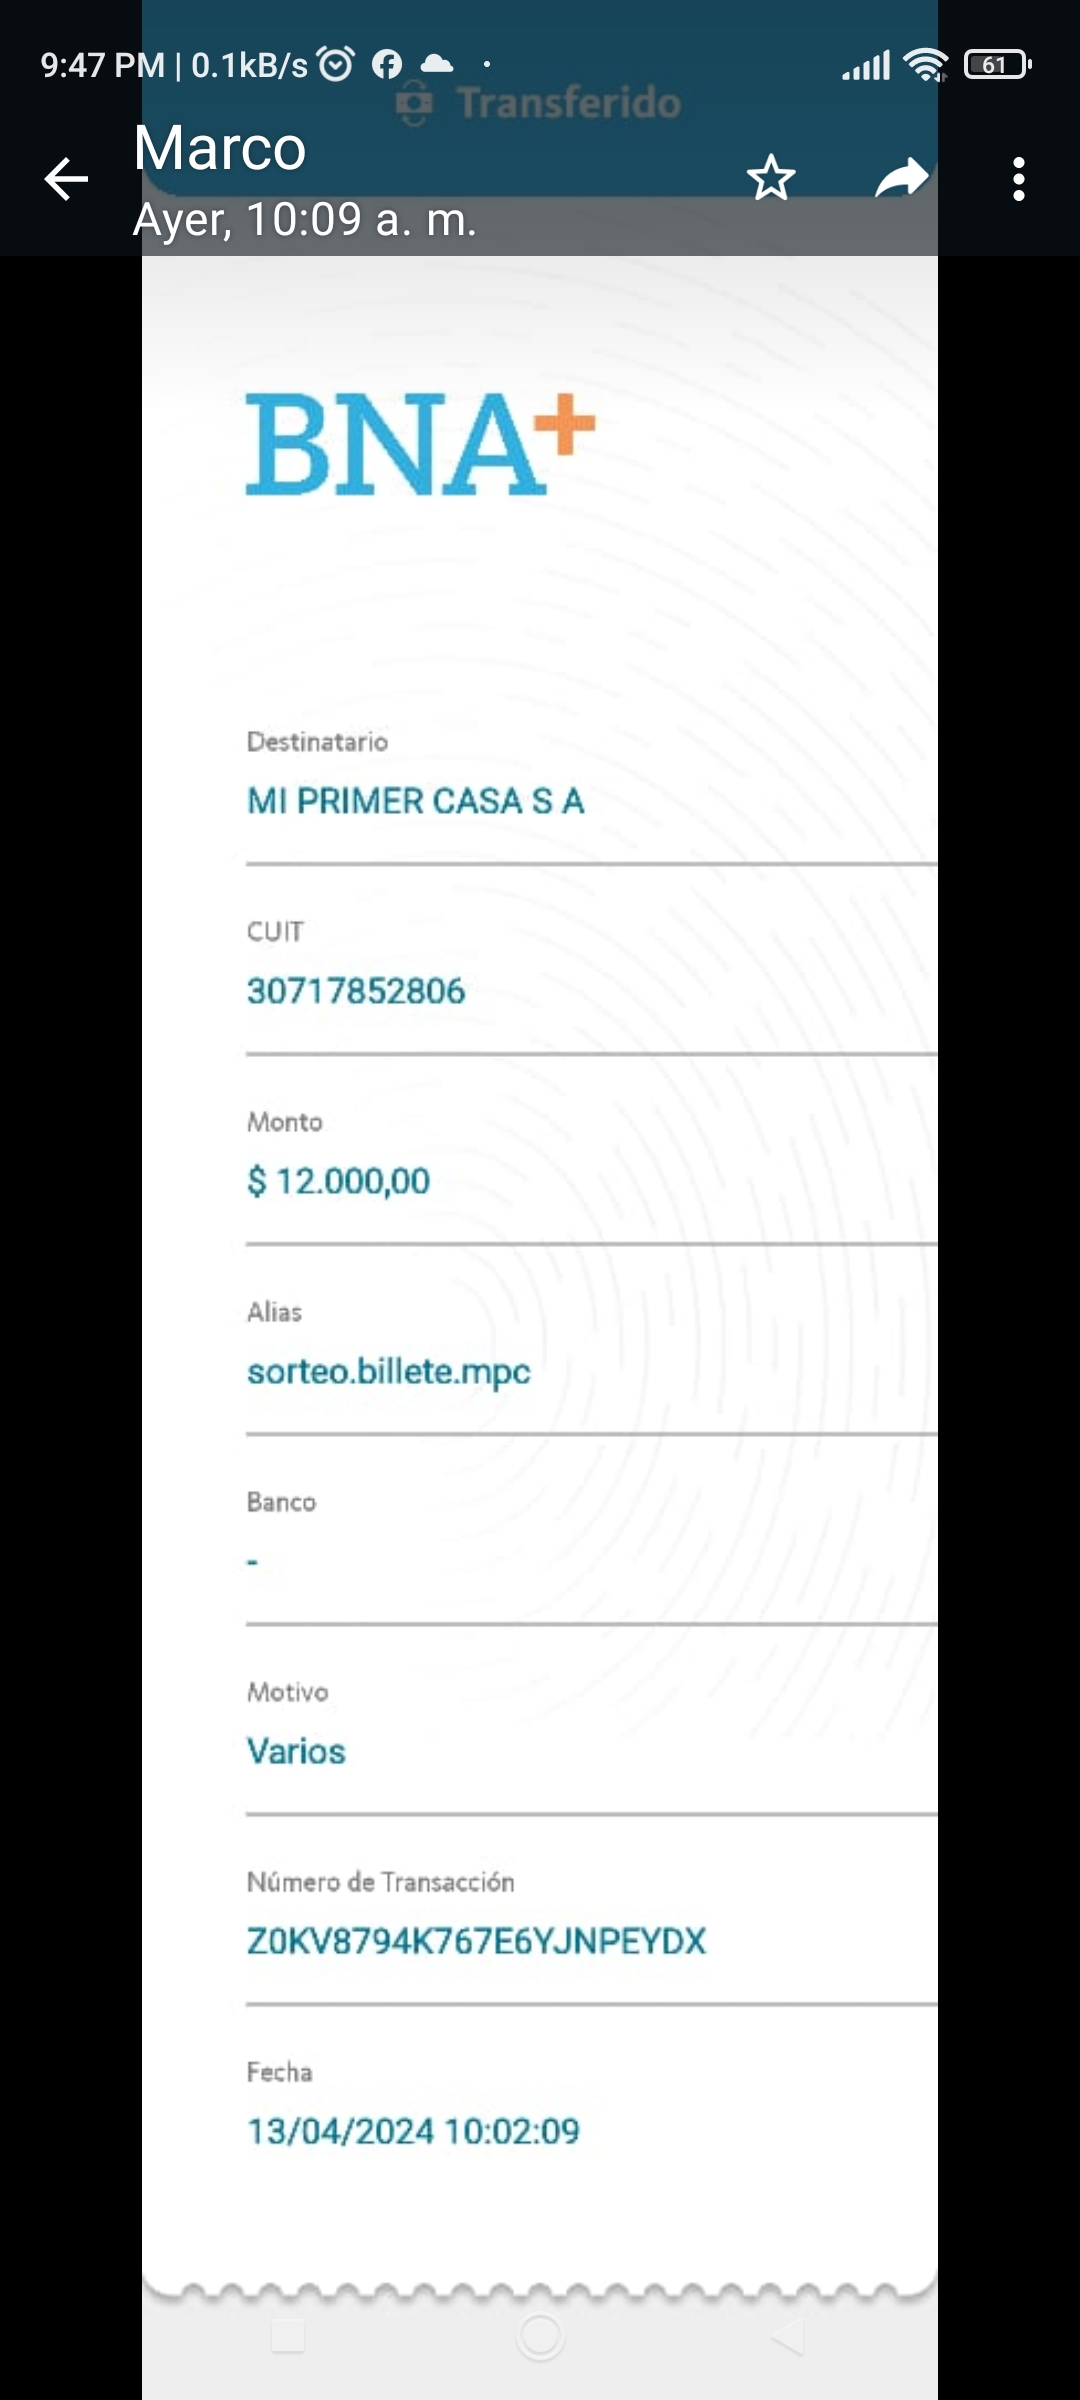 9:47 PM | 0.1kB/s
61
Transferido
Marco
Ayer, 10:09 a. m.
BNA+
Destinatario
MI PRIMER CASA S A
CUIT
30717852806
Monto
$ 12.000,00
Alias
sorteo.billete.mpc
Banco
-
Motivo
Varios
Número de Transacción
Z0KV8794K767E6YJNPEYDX
Fecha
13/04/2024 10:02:09